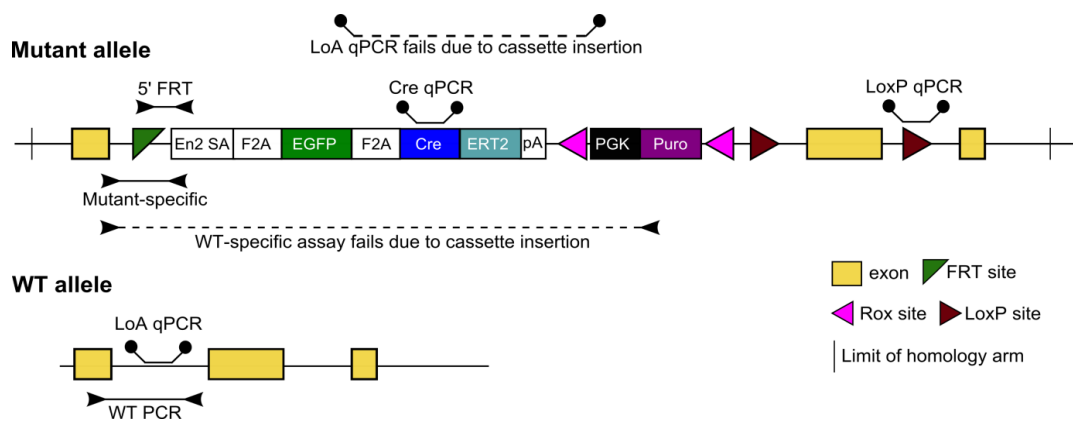 LoA qPCR fails due to cassette insertion
Mutant allele
5' FRT
Cre qPCR
LoxP qPCR
En2 SA F2A EGFP F2A Cre ERT2 pA PGK Puro
Mutant-specific
WT-specific assay fails due to cassette insertion
WT allele
exon FRT site
LoA qPCR
Rox site LoxP site
Limit of homology arm
WT PCR